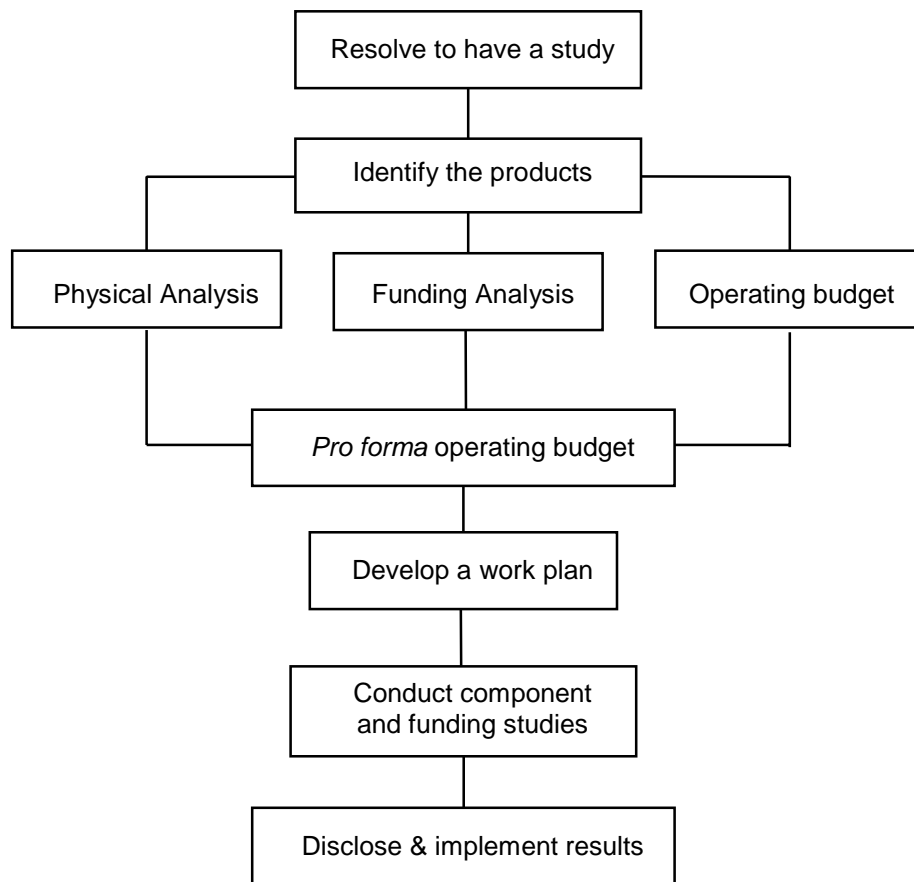 Resolve to have a study
Identify the products
Physical Analysis
Funding Analysis
Operating budget
Pro forma operating budget
Develop a work plan
Conduct component
and funding studies
Disclose & implement results